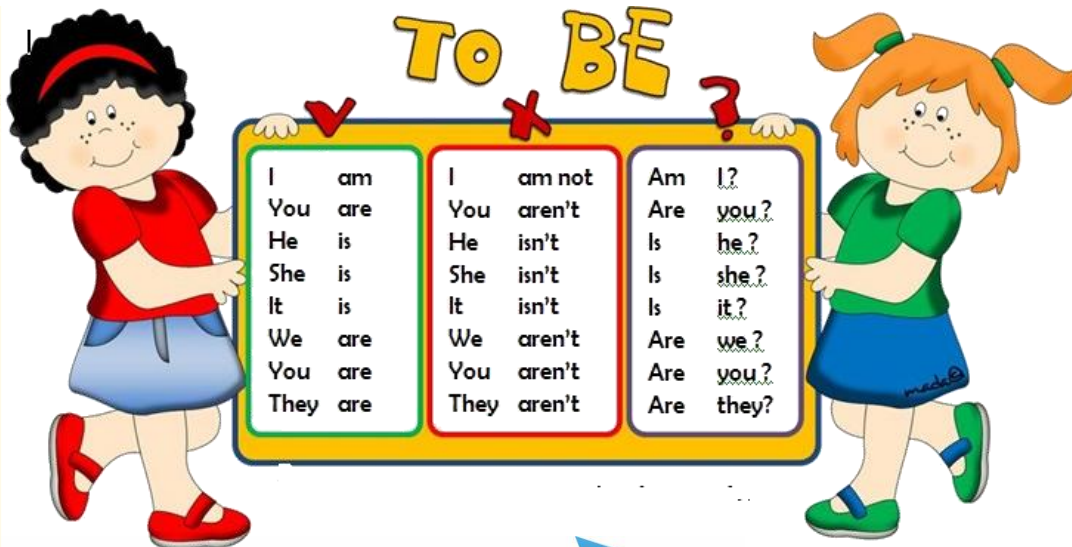 TO BE
I am
You are
He is
She is
It is
We are
You are
They are
I am not
You aren't
He isn't
She isn't
It isn't
We aren't
You aren't
They aren't
Am I?
Are you?
Is he?
Is she?
Is it?
Are we?
Are you?
Are they?
mada©